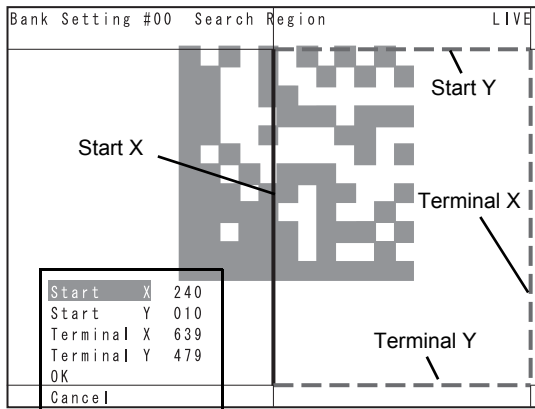 Bank Setting #00 Search Region LIVE
Start Y
Start X
Terminal X
Start X 240
Start Y 010
Terminal X 639
Terminal Y 479
OK
Cancel
Terminal Y